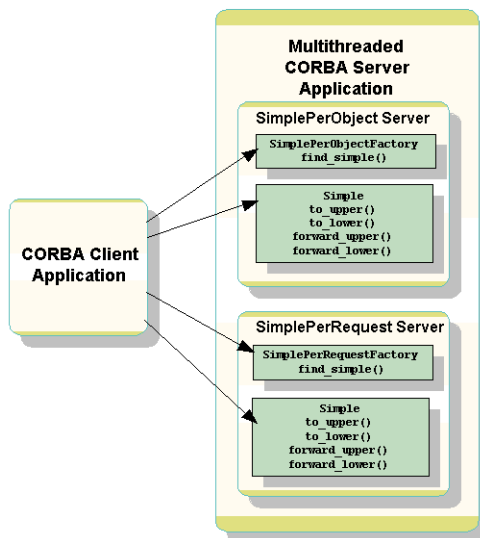 Multithreaded
CORBA Server
Application
SimplePerObject Server
SimplePerObjectFactory
find_simple()
Simple
to_upper()
to_lower()
forward_upper()
forward_lower()
CORBA Client
Application
SimplePerRequest Server
SimplePerRequestFactory
find_simple()
Simple
to_upper()
to_lower()
forward_upper()
forward_lower()